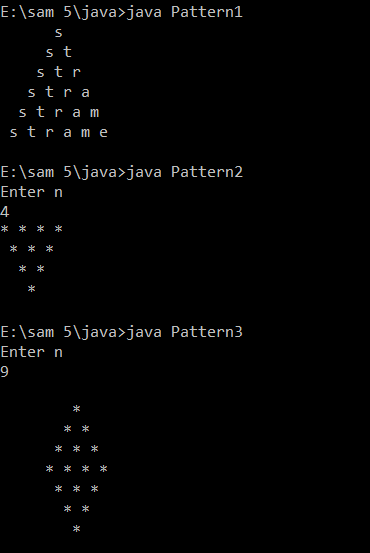 E:\sam 5\java>java Pattern1
      s
     s t
    s t r
   s t r a
  s t r a m
 s t r a m e

E:\sam 5\java>java Pattern2
Enter n
4
* * * *
 * * *
  * *
   *

E:\sam 5\java>java Pattern3
Enter n
9

        *
       * *
      * * *
     * * * *
      * * *
       * *
        *